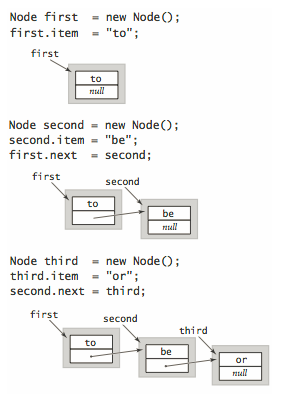 Node first  = new Node();
first.item  = "to";
first
to
null
Node second = new Node();
second.item = "be";
first.next  = second;
first
second
to
be
null
Node third  = new Node();
third.item  = "or";
second.next = third;
first
second
third
to
be
or
null